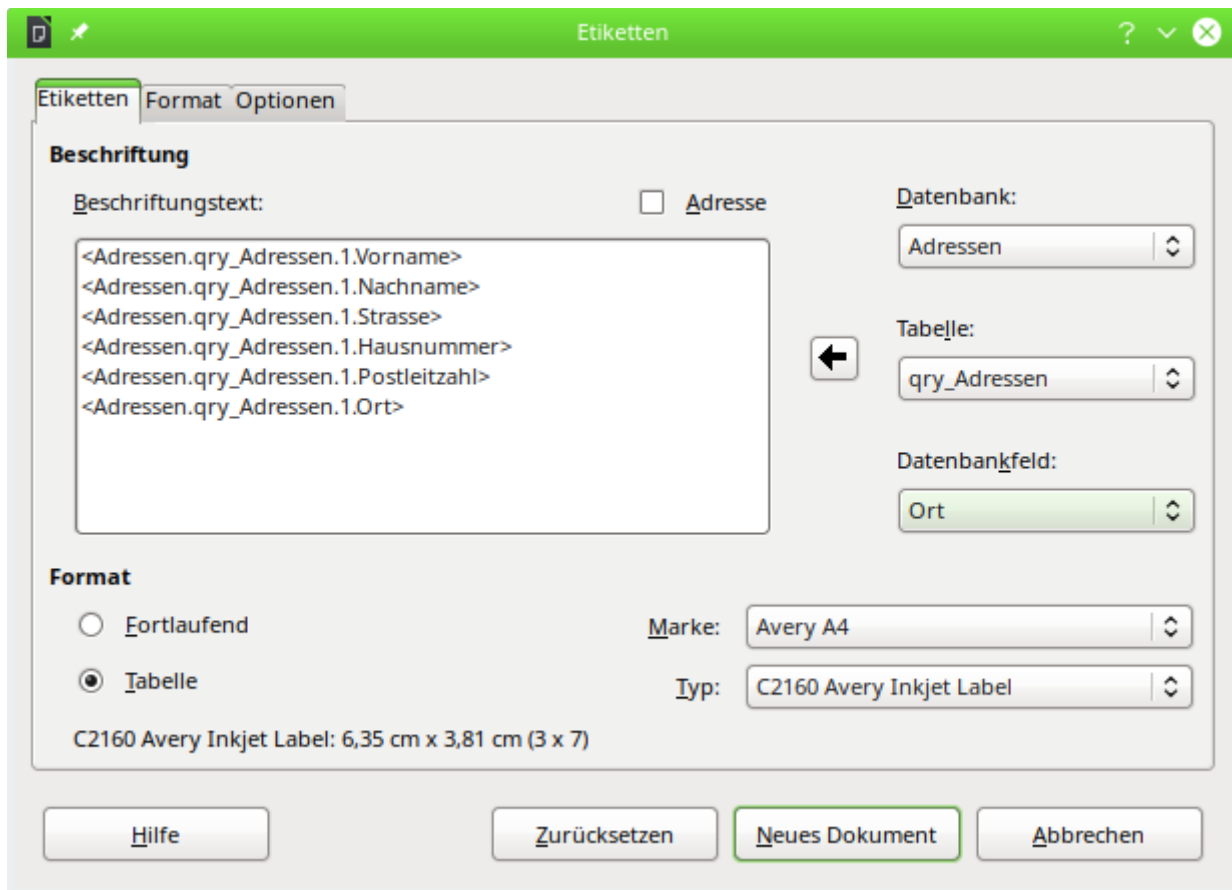 Etiketten
Etiketten Format Optionen
Beschriftung
Beschriftungstext:
Adresse
<Adressen.qry_Adressen.1.Vorname>
<Adressen.qry_Adressen.1.Nachname>
<Adressen.qry_Adressen.1.Strasse>
<Adressen.qry_Adressen.1.Hausnummer>
<Adressen.qry_Adressen.1.Postleitzahl>
<Adressen.qry_Adressen.1.Ort>
Datenbank:
Adressen
Tabelle:
qry_Adressen
Datenbankfeld:
Ort
Format
Fortlaufend
Tabelle
Marke: Avery A4
Typ: C2160 Avery Inkjet Label
C2160 Avery Inkjet Label: 6,35 cm x 3,81 cm (3 x 7)
Hilfe Zurücksetzen Neues Dokument Abbrechen